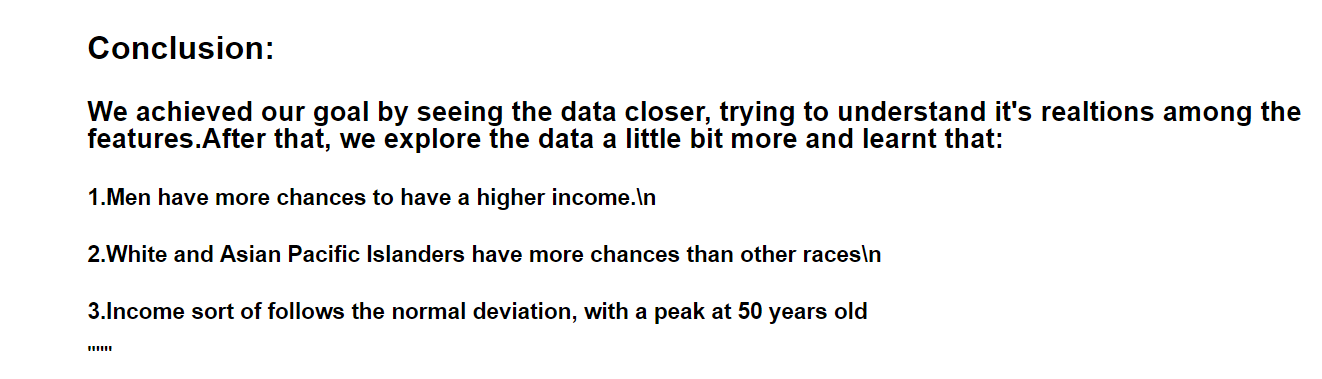 Conclusion:
We achieved our goal by seeing the data closer, trying to understand it's realtions among the
features.After that, we explore the data a little bit more and learnt that:
1.Men have more chances to have a higher income.\n
2.White and Asian Pacific Islanders have more chances than other races\n
3.Income sort of follows the normal deviation, with a peak at 50 years old
"""